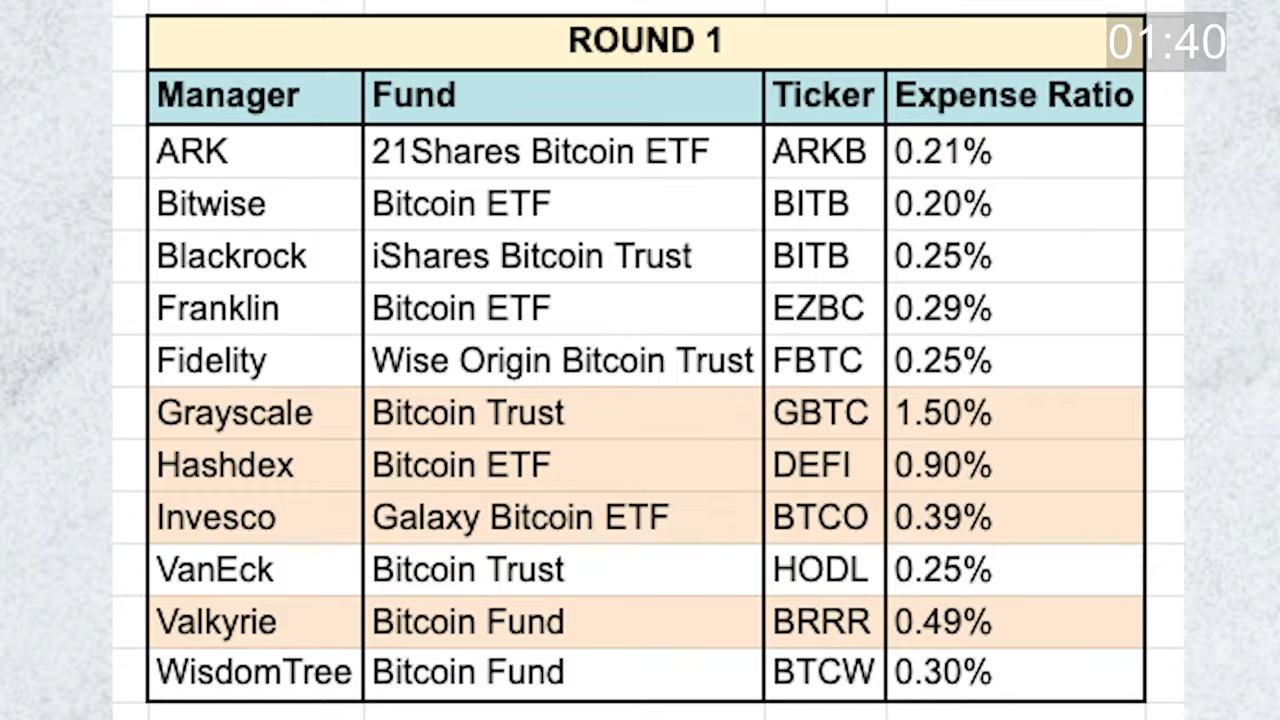 ROUND 1
01:40
Manager Fund Ticker Expense Ratio
ARK 21Shares Bitcoin ETF ARKB 0.21%
Bitwise Bitcoin ETF BITB 0.20%
Blackrock iShares Bitcoin Trust BITB 0.25%
Franklin Bitcoin ETF EZBC 0.29%
Fidelity Wise Origin Bitcoin Trust FBTC 0.25%
Grayscale Bitcoin Trust GBTC 1.50%
Hashdex Bitcoin ETF DEFI 0.90%
Invesco Galaxy Bitcoin ETF BTCO 0.39%
VanEck Bitcoin Trust HODL 0.25%
Valkyrie Bitcoin Fund BRRR 0.49%
WisdomTree Bitcoin Fund BTCW 0.30%